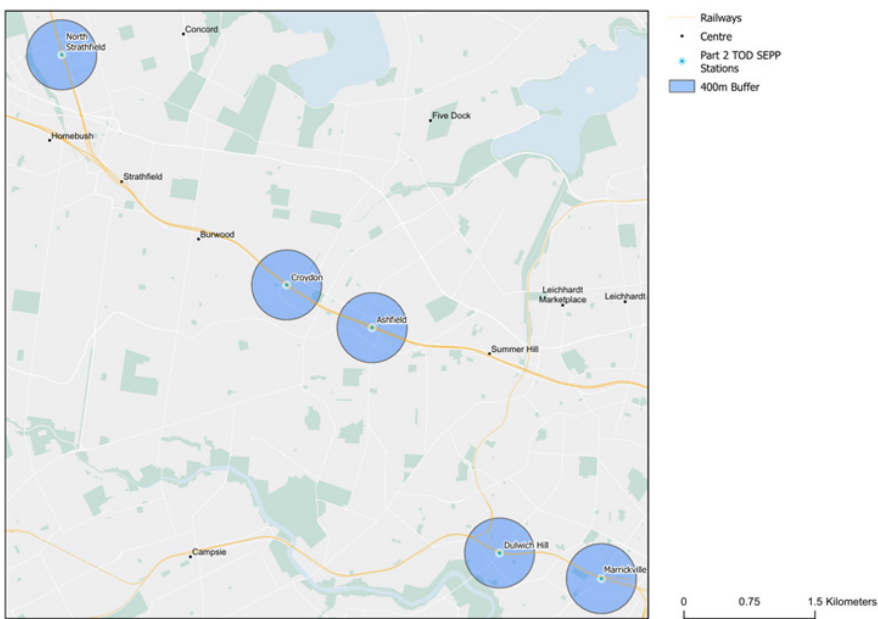 North
Strathfield
Concord
Five Dock
Homebush
Strathfield
Burwood
Croydon
Ashfield
Leichhardt
Marketplace
Leichhardt
Summer Hill
Campsie
Dulwich Hill
Marrickville
Railways
Centre
Part 2 TOD SEPP
Stations
400m Buffer
0 0.75 1.5 Kilometers